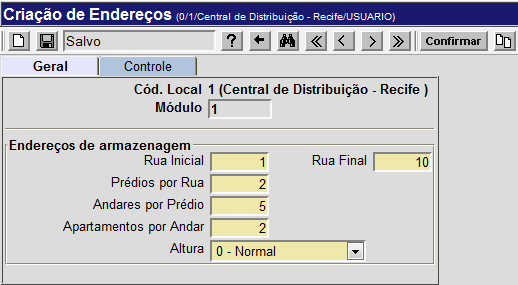 Criação de Endereços (0/1/Central de Distribuição - Recife/USUARIO)
Salvo ? Confirmar
Geral Controle
Cód. Local 1 (Central de Distribuição - Recife )
Módulo 1
Endereços de armazenagem
Rua Inicial 1 Rua Final 10
Prédios por Rua 2
Andares por Prédio 5
Apartamentos por Andar 2
Altura 0 - Normal